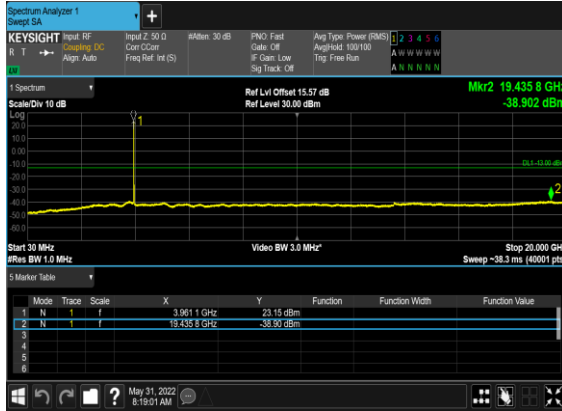 Spectrum Analyzer 1
Swept SA
+
KEYSIGHT Input: RF Input Z: 50 Ω #Atten: 30 dB PNO: Fast Avg Type: Power (RMS) 1 2 3 4 5 6
R T Coupling: DC Corr CCorr Gate: Off Avg|Hold: 100/100 A W W W W W
Align: Auto Freq Ref: Int (S) IF Gain: Low Trig: Free Run
Sig Track: Off A N N N N N
1 Spectrum Ref Lvl Offset 15.57 dB Mkr2 19.435 8 GHz
Scale/Div 10 dB Ref Level 30.00 dBm -38.902 dBm
Log
20.0
10.0
0.00
-10.0
-20.0
-30.0
-40.0
-50.0
-60.0
1
DL1 -13.00 dBm
2
Start 30 MHz Video BW 3.0 MHz* Stop 20.000 GHz
#Res BW 1.0 MHz Sweep ~38.3 ms (40001 pts)
5 Marker Table
Mode Trace Scale X Y Function Function Width Function Value
1 N 1 f 3.961 1 GHz 23.15 dBm
2 N 1 f 19.435 8 GHz -38.90 dBm
3
4
5
6
? May 31, 2022
8:19:01 AM